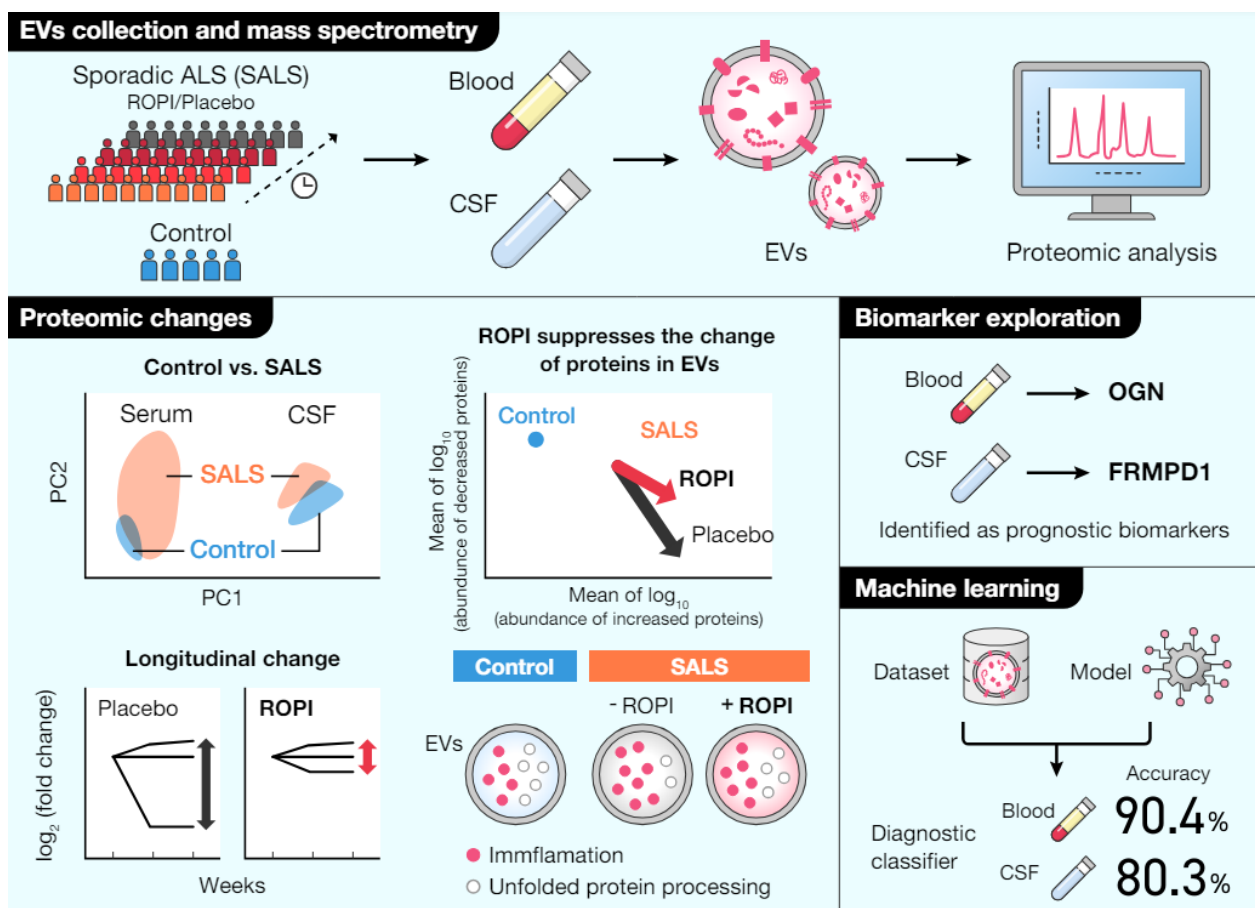 EVs collection and mass spectrometry
Sporadic ALS (SALS)
ROPI/Placebo
Control
Blood
CSF
EVs
Proteomic analysis
Proteomic changes
Control vs. SALS
Serum
CSF
SALS
Control
PC2
PC1
ROPI suppresses the change
of proteins in EVs
Control
SALS
ROPI
Placebo
Mean of log10
(abundance of decreased proteins)
Mean of log10
(abundance of increased proteins)
Longitudinal change
Placebo
ROPI
log2 (fold change)
Weeks
Control
SALS
- ROPI
+ ROPI
EVs
Immflamation
Unfolded protein processing
Biomarker exploration
Blood
OGN
CSF
FRMPD1
Identified as prognostic biomarkers
Machine learning
Dataset
Model
Accuracy
Diagnostic
classifier
Blood
90.4%
CSF
80.3%